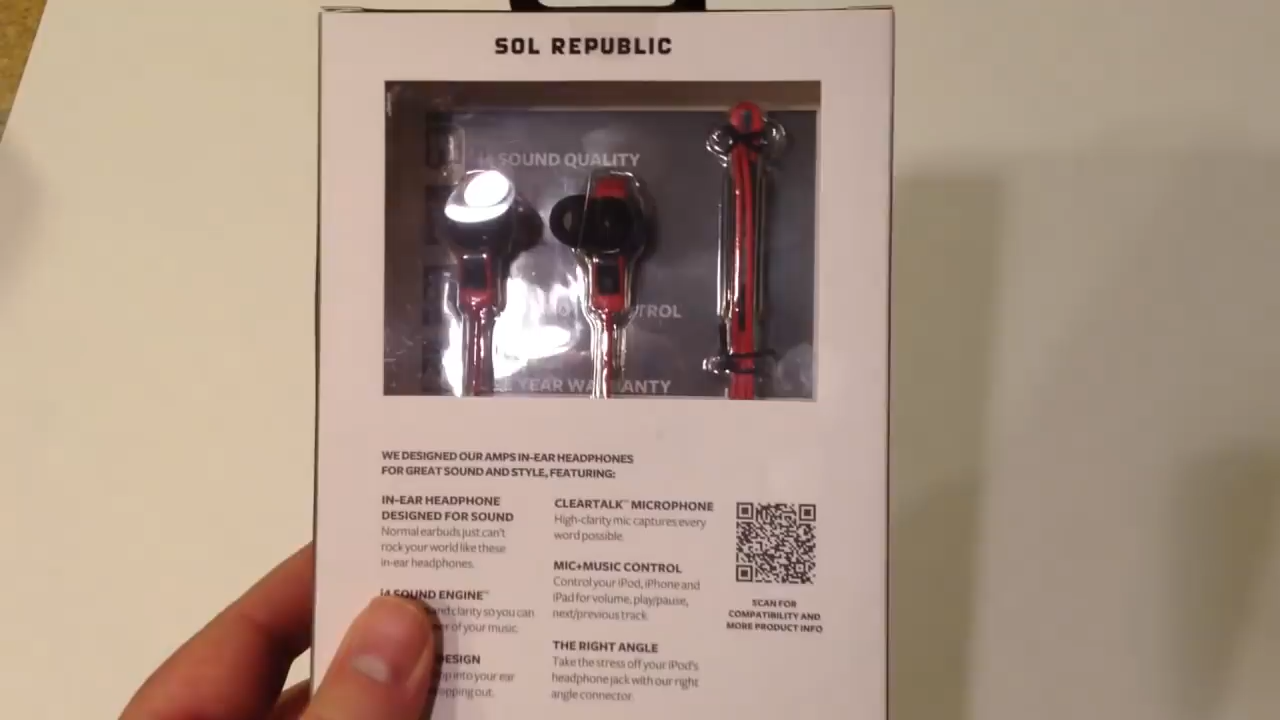 SOL REPUBLIC
SOUND QUALITY
TROL
YEAR WARRANTY
WE DESIGNED OUR AMPS IN-EAR HEADPHONES
FOR GREAT SOUND AND STYLE, FEATURING:
IN-EAR HEADPHONE
DESIGNED FOR SOUND
Normal earbuds just can't
rock your world like these
in-ear headphones.
i4 SOUND ENGINE™
and clarity so you can
of your music.
DESIGN
into your ear
CLEARTALK™ MICROPHONE
High-clarity mic captures every
word possible.
MIC+MUSIC CONTROL
Control your iPod, iPhone and
iPad for volume, play/pause,
next/previous track.
THE RIGHT ANGLE
Take the stress off your iPod's
headphone jack with our right
angle connector.
SCAN FOR
COMPATIBILITY AND
MORE PRODUCT INFO